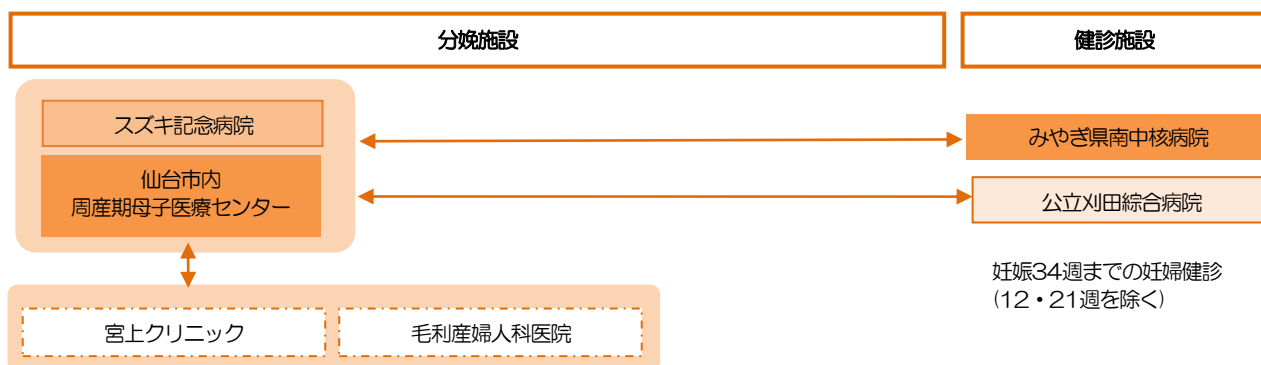 分娩施設
健診施設
スズキ記念病院
仙台市内
周産期母子医療センター
みやぎ県南中核病院
公立刈田綜合病院
妊娠34週までの妊婦健診
(12・21週を除く)
宮上クリニック
毛利産婦人科医院